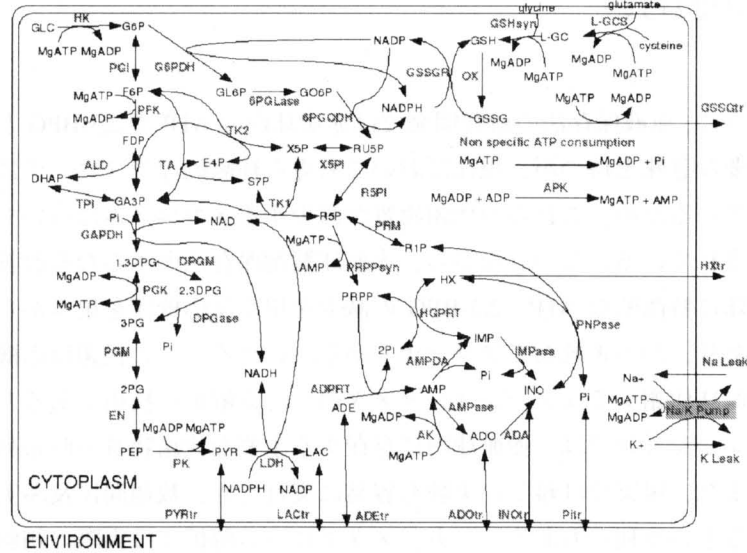 glycine
glutamate
GLC HK G6P NADP GSHsyn GSH L-GC L-GCS
MgATP MgADP cysteine
PGI G6PDH GSSGR OX MgADP MgATP MgADP MgATP
F6P GL6P 6PGLase GO6P NADPH
MgATP PFK MgADP 6PGODH GSSG MgATP MgADP GSSGtr
FDP TK2 X5P RU5P Non specific ATP consumption
ALD TA E4P X5PI MgATP MgADP + Pi
DHAP S7P R5PI
TPI GA3P TK1 R5P MgADP + ADP APK MgATP + AMP
Pi NAD PRM
GAPDH MgATP R1P
1,3DPG DPGM AMP PRPPsyn HX HXtr
MgADP PGK 2,3DPG PRPP
MgATP HGPRT PNPase
3PG DPGase IMP IMPase
Pi 2Pi AMPDA Pi
PGM NADH Na Leak
2PG ADPRT AMP INO Pi Na+
EN ADE AMPase MgATP
MgADP MgATP MgADP AK ADO ADA MgADP Na K Pump
PEP PK PYR LDH LAC MgATP K+ K Leak
CYTOPLASM NADPH NADP
PYRtr LACtr ADEtr ADOtr INOtr Pitr
ENVIRONMENT